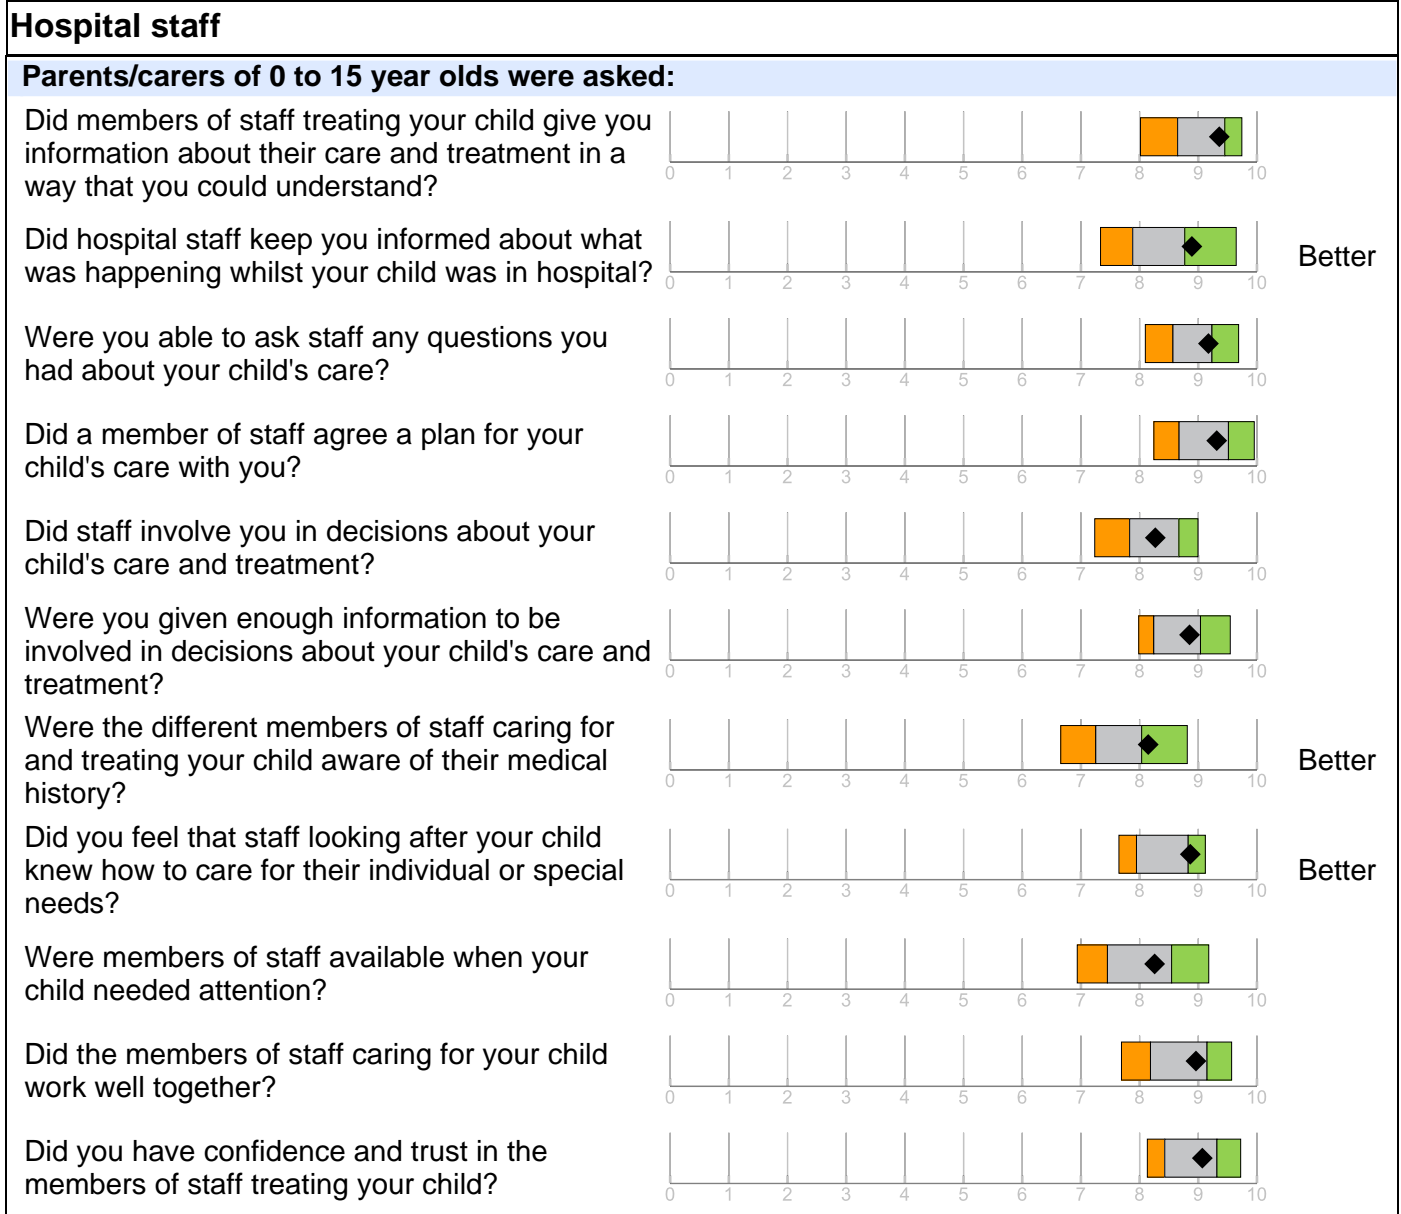 Hospital staff
Parents/carers of 0 to 15 year olds were asked:
Did members of staff treating your child give you
information about their care and treatment in a
way that you could understand?
0 1 2 3 4 5 6 7 8 9 10
Did hospital staff keep you informed about what
was happening whilst your child was in hospital?
Better
0 1 2 3 4 5 6 7 8 9 10
Were you able to ask staff any questions you
had about your child's care?
0 1 2 3 4 5 6 7 8 9 10
Did a member of staff agree a plan for your
child's care with you?
0 1 2 3 4 5 6 7 8 9 10
Did staff involve you in decisions about your
child's care and treatment?
0 1 2 3 4 5 6 7 8 9 10
Were you given enough information to be
involved in decisions about your child's care and
treatment?
0 1 2 3 4 5 6 7 8 9 10
Were the different members of staff caring for
and treating your child aware of their medical
history?
Better
0 1 2 3 4 5 6 7 8 9 10
Did you feel that staff looking after your child
knew how to care for their individual or special
needs?
Better
0 1 2 3 4 5 6 7 8 9 10
Were members of staff available when your
child needed attention?
0 1 2 3 4 5 6 7 8 9 10
Did the members of staff caring for your child
work well together?
0 1 2 3 4 5 6 7 8 9 10
Did you have confidence and trust in the
members of staff treating your child?
0 1 2 3 4 5 6 7 8 9 10